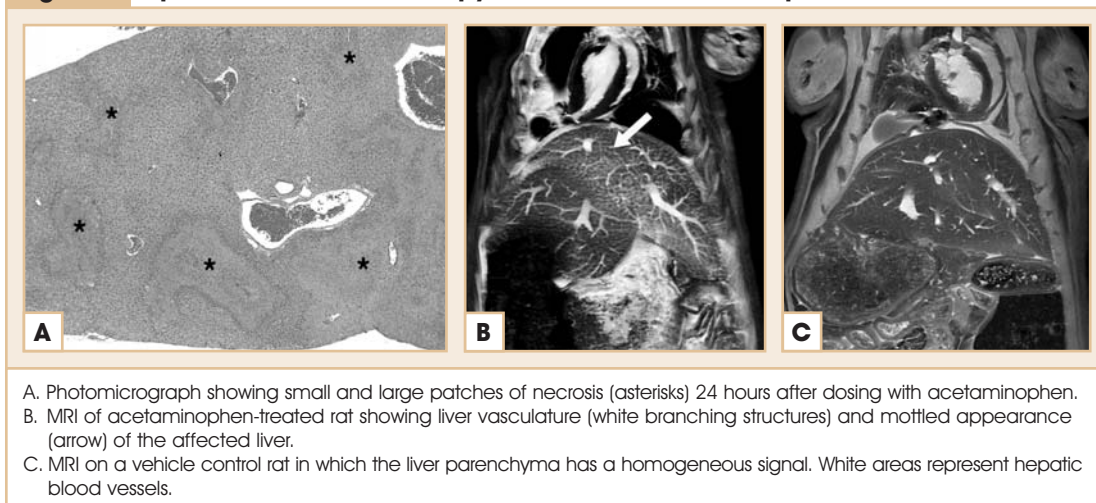 A
B
C
A. Photomicrograph showing small and large patches of necrosis (asterisks) 24 hours after dosing with acetaminophen.
B. MRI of acetaminophen-treated rat showing liver vasculature (white branching structures) and mottled appearance
(arrow) of the affected liver.
C. MRI on a vehicle control rat in which the liver parenchyma has a homogeneous signal. White areas represent hepatic
blood vessels.